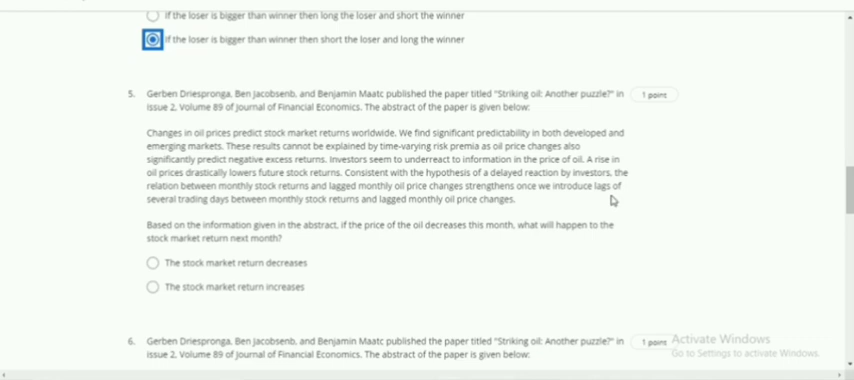 If the loser is bigger than winner then long the loser and short the winner
If the loser is bigger than winner then short the loser and long the winner
5. Gerben Driespronga, Ben Jacobsenb, and Benjamin Maatc published the paper titled "Striking oil: Another puzzle?" in
1 point
issue 2, Volume 89 of Journal of Financial Economics. The abstract of the paper is given below:
Changes in oil prices predict stock market returns worldwide. We find significant predictability in both developed and
emerging markets. These results cannot be explained by time-varying risk premia as oil price changes also
significantly predict negative excess returns. Investors seem to underreact to information in the price of oil. A rise in
oil prices drastically lowers future stock returns. Consistent with the hypothesis of a delayed reaction by investors, the
relation between monthly stock returns and lagged monthly oil price changes strengthens once we introduce lags of
several trading days between monthly stock returns and lagged monthly oil price changes.
Based on the information given in the abstract, if the price of the oil decreases this month, what will happen to the
stock market return next month?
The stock market return decreases
The stock market return increases
6. Gerben Driespronga, Ben Jacobsenb, and Benjamin Maatc published the paper titled "Striking oil: Another puzzle?" in
1 point
issue 2, Volume 89 of Journal of Financial Economics. The abstract of the paper is given below:
Activate Windows
Go to Settings to activate Windows.